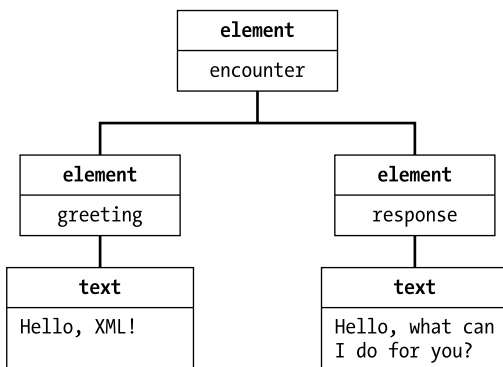 element
encounter
element
greeting
element
response
text
Hello, XML!
text
Hello, what can
I do for you?